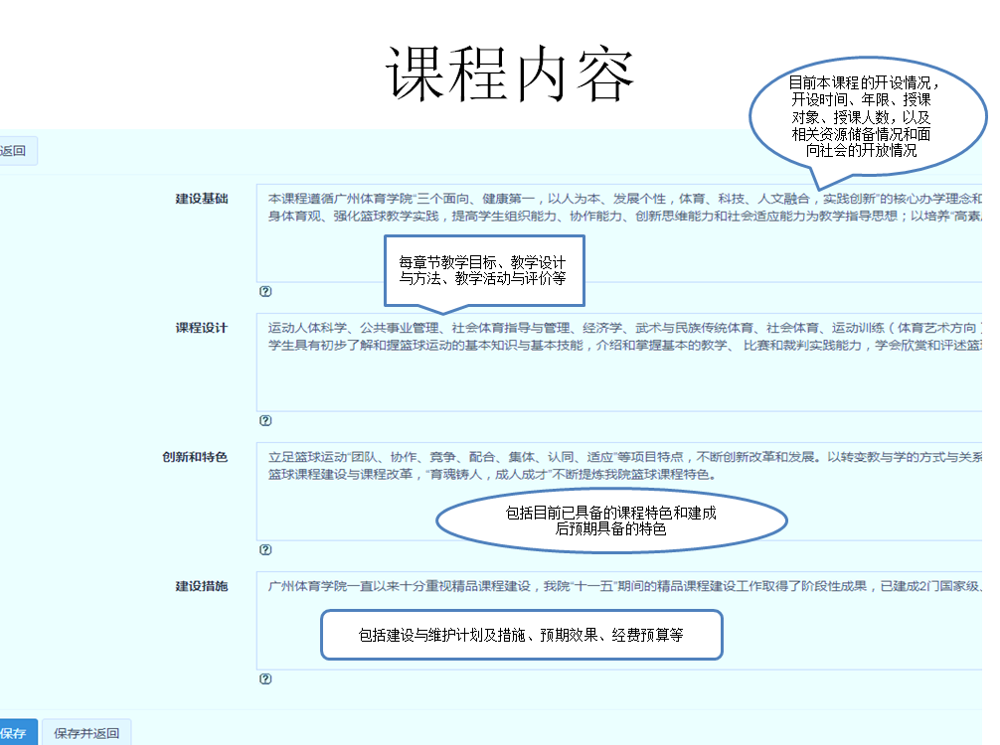 课程内容
目前本课程的开设情况，
开设时间、年限、授课
对象、授课人数，以及
相关资源储备情况和面
向社会的开放情况
返回
建设基础
本课程遵循广州体育学院“三个面向、健康第一，以人为本、发展个性，体育、科技、人文融合，实践创新”的核心办学理念和
身体育观、强化篮球教学实践，提高学生组织能力、协作能力、创新思维能力和社会适应能力为教学指导思想；以培养“高素
每章节教学目标、教学设计
与方法、教学活动与评价等
课程设计
运动人体科学、公共事业管理、社会体育指导与管理、经济学、武术与民族传统体育、社会体育、运动训练（体育艺术方向）
学生具有初步了解和握篮球运动的基本知识与基本技能，介绍和掌握基本的教学、 比赛和裁判实践能力，学会欣赏和评述篮
创新和特色
立足篮球运动“团队、协作、竞争、配合、集体、认同、适应”等项目特点，不断创新改革和发展。以转变教与学的方式与关系
篮球课程建设与课程改革，“育魂铸人，成人成才”不断提炼我院篮球课程特色。
包括目前已具备的课程特色和建成
后预期具备的特色
建设措施
广州体育学院一直以来十分重视精品课程建设，我院“十一五”期间的精品课程建设工作取得了阶段性成果，已建成2门国家级、
包括建设与维护计划及措施、预期效果、经费预算等
保存
保存并返回